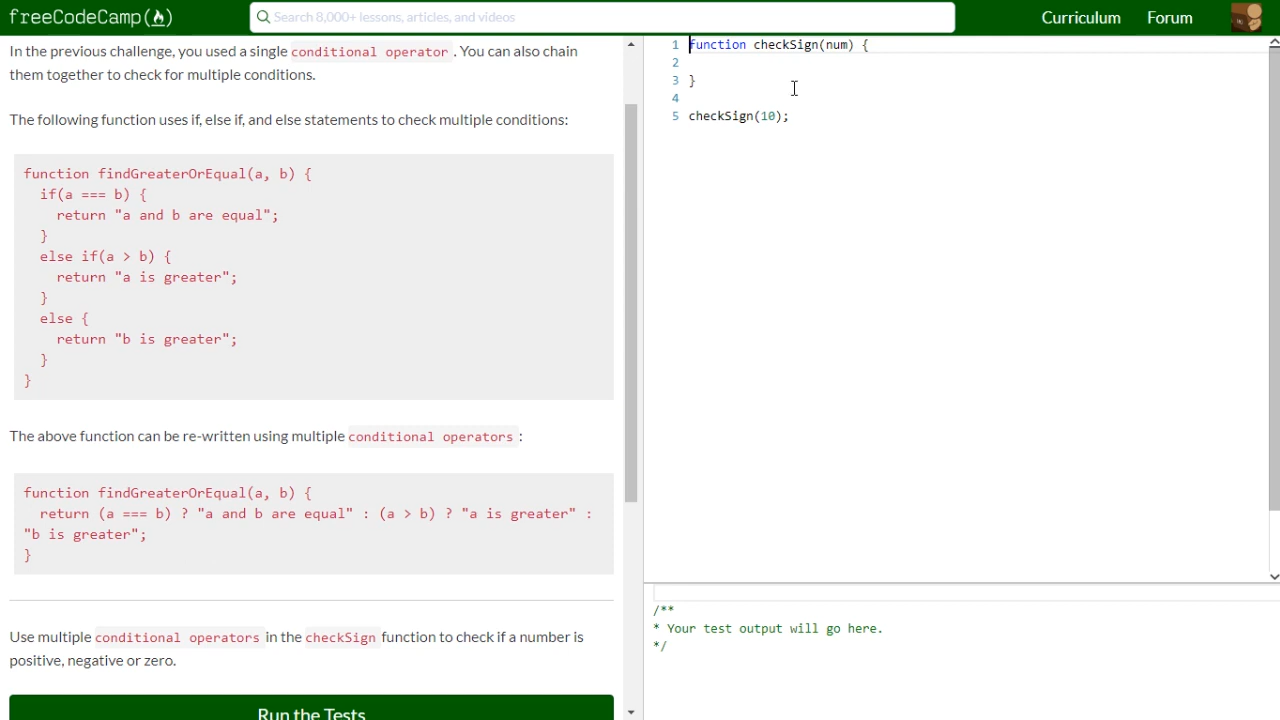 freeCodeCamp(🔥)
Search 8,000+ lessons, articles, and videos
Curriculum
Forum
In the previous challenge, you used a single conditional operator . You can also chain
them together to check for multiple conditions.
The following function uses if, else if, and else statements to check multiple conditions:
function findGreaterOrEqual(a, b) {
if(a === b) {
return "a and b are equal";
}
else if(a > b) {
return "a is greater";
}
else {
return "b is greater";
}
}
The above function can be re-written using multiple conditional operators :
function findGreaterOrEqual(a, b) {
return (a === b) ? "a and b are equal" : (a > b) ? "a is greater" :
"b is greater";
}
Use multiple conditional operators in the checkSign function to check if a number is
positive, negative or zero.
Run the Tests
1 function checkSign(num) {
2
3 }
4
5 checkSign(10);
/**
* Your test output will go here.
*/